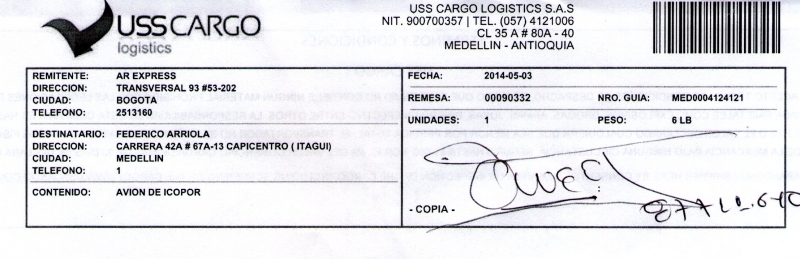 USS CARGO
logistics
USS CARGO LOGISTICS S.A.S
NIT. 900700357 | TEL. (057) 4121006
CL 35 A # 80A - 40
MEDELLIN - ANTIOQUIA
REMITENTE: AR EXPRESS
DIRECCION: TRANSVERSAL 93 #53-202
CIUDAD: BOGOTA
TELEFONO: 2513160
DESTINATARIO: FEDERICO ARRIOLA
DIRECCION: CARRERA 42A # 67A-13 CAPICENTRO ( ITAGUI)
CIUDAD: MEDELLIN
TELEFONO: 1
CONTENIDO: AVION DE ICOPOR
FECHA: 2014-05-03
REMESA: 00090332 NRO. GUIA: MED0004124121
UNIDADES: 1 PESO: 6 LB
- COPIA -